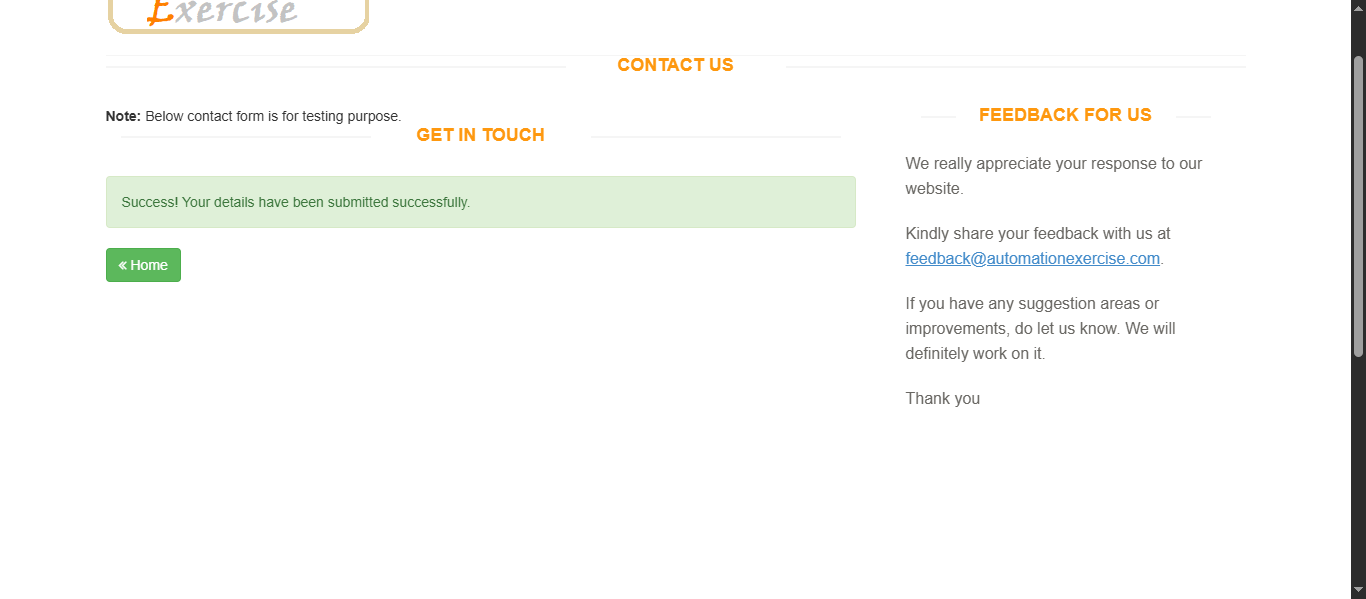 Exercise
CONTACT US
Note: Below contact form is for testing purpose.
GET IN TOUCH
Success! Your details have been submitted successfully.
« Home
FEEDBACK FOR US
We really appreciate your response to our
website.
Kindly share your feedback with us at
feedback@automationexercise.com.
If you have any suggestion areas or
improvements, do let us know. We will
definitely work on it.
Thank you